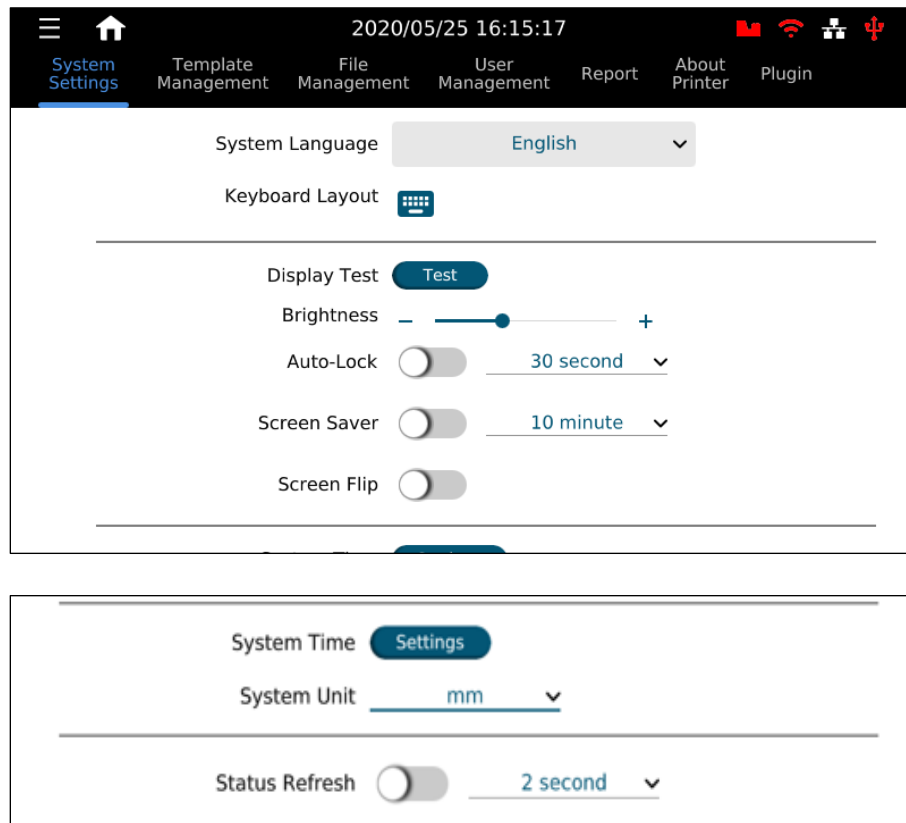 2020/05/25 16:15:17
System Settings
Template Management
File Management
User Management
Report
About Printer
Plugin
System Language English
Keyboard Layout
Display Test Test
Brightness − +
Auto-Lock 30 second
Screen Saver 10 minute
Screen Flip
System Time Settings
System Unit mm
Status Refresh 2 second